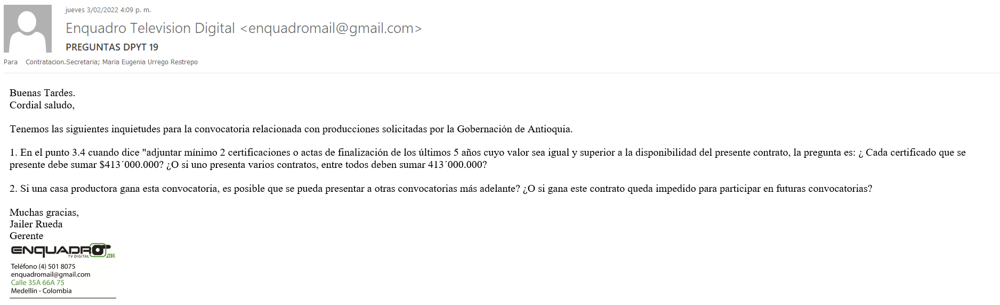 jueves 3/02/2022 4:09 p. m.
Enquadro Television Digital <enquadromail@gmail.com>
PREGUNTAS DPYT 19
Para Contratacion.Secretaria; Maria Eugenia Urrego Restrepo
Buenas Tardes.
Cordial saludo,
Tenemos las siguientes inquietudes para la convocatoria relacionada con producciones solicitadas por la Gobernación de Antioquia.
1. En el punto 3.4 cuando dice "adjuntar mínimo 2 certificaciones o actas de finalización de los últimos 5 años cuyo valor sea igual y superior a la disponibilidad del presente contrato, la pregunta es: ¿ Cada certificado que se
presente debe sumar $413´000.000? ¿O si uno presenta varios contratos, entre todos deben sumar 413´000.000?
2. Si una casa productora gana esta convocatoria, es posible que se pueda presentar a otras convocatorias más adelante? ¿O si gana este contrato queda impedido para participar en futuras convocatorias?
Muchas gracias,
Jailer Rueda
Gerente
ENQUADRO
TV DIGITAL .HD
Teléfono (4) 501 8075
enquadromail@gmail.com
Calle 35A 66A 75
Medellín - Colombia